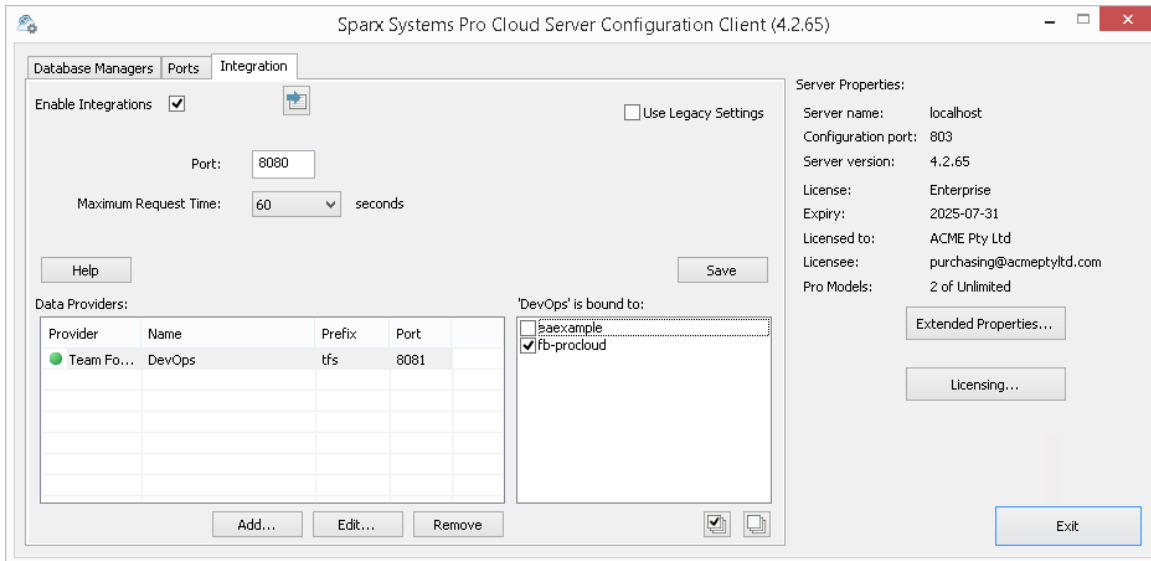 Sparx Systems Pro Cloud Server Configuration Client (4.2.65)
Database Managers Ports Integration
Enable Integrations
Use Legacy Settings
Port: 8080
Maximum Request Time: 60 seconds
Help Save
Data Providers:
Provider Name Prefix Port
Team Fo... DevOps tfs 8081
Add... Edit... Remove
'DevOps' is bound to:
eaexample
fb-procloud
Server Properties:
Server name: localhost
Configuration port: 803
Server version: 4.2.65
License: Enterprise
Expiry: 2025-07-31
Licensed to: ACME Pty Ltd
Licensee: purchasing@acmeptyltd.com
Pro Models: 2 of Unlimited
Extended Properties...
Licensing...
Exit